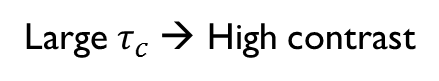 Large 𝜏𝑐 → High contrast